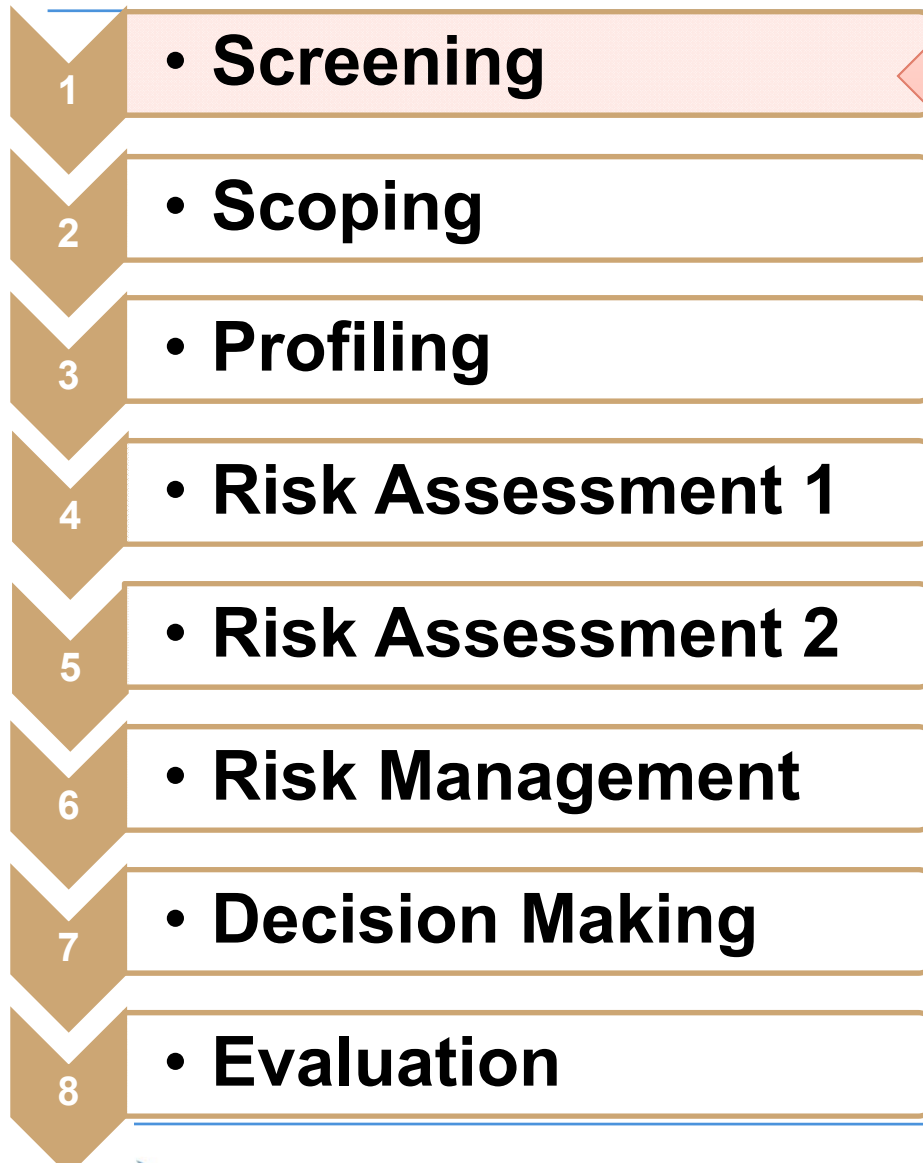 1 • Screening
2 • Scoping
3 • Profiling
4 • Risk Assessment 1
5 • Risk Assessment 2
6 • Risk Management
7 • Decision Making
8 • Evaluation